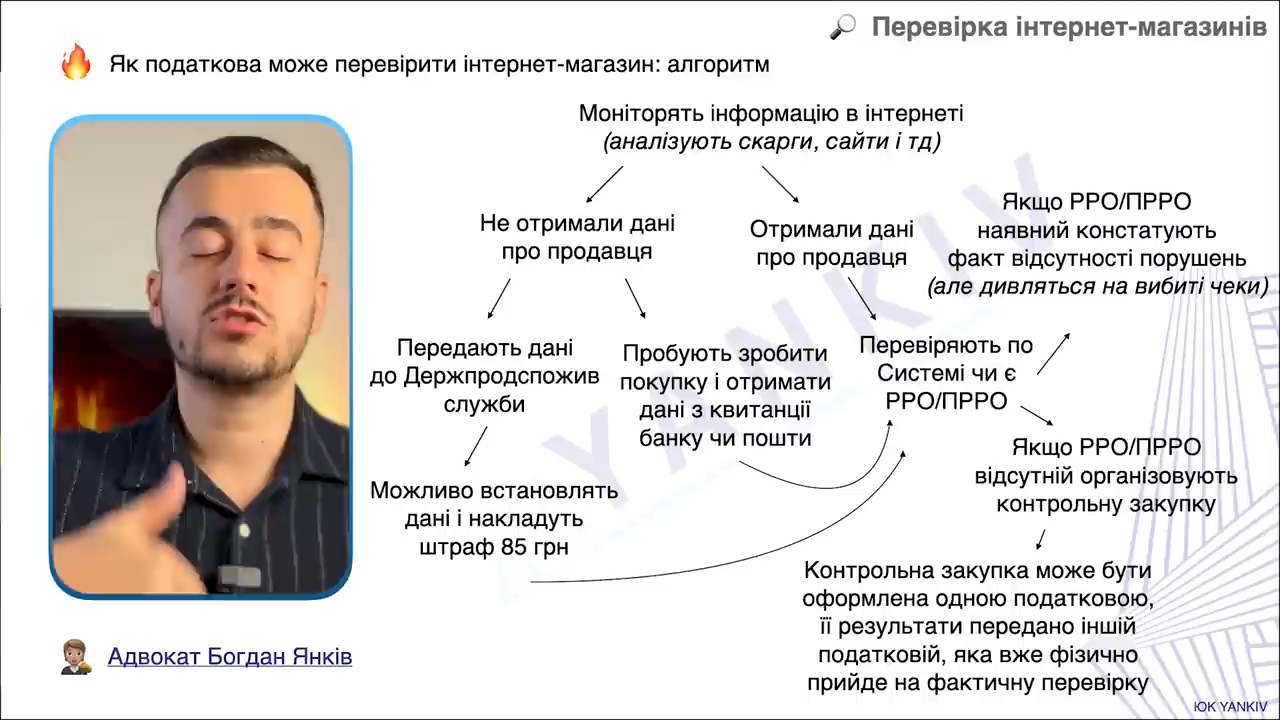 Перевірка інтернет-магазинів
Як податкова може перевірити інтернет-магазин: алгоритм
Моніторять інформацію в інтернеті
(аналізують скарги, сайти і тд)
Не отримали дані
про продавця
Отримали дані
про продавця
Якщо РРО/ПРРО
наявний констатують
факт відсутності порушень
(але дивляться на вибиті чеки)
Передають дані
до Держпродспожив
служби
Пробують зробити
покупку і отримати
дані з квитанції
банку чи пошти
Перевіряють по
Системі чи є
РРО/ПРРО
Якщо РРО/ПРРО
відсутній організовують
контрольну закупку
Можливо встановлять
дані і накладуть
штраф 85 грн
Контрольна закупка може бути
оформлена одною податковою,
її результати передано іншій
податковій, яка вже фізично
прийде на фактичну перевірку
Адвокат Богдан Янків
YANKIV
ЮК YANKIV